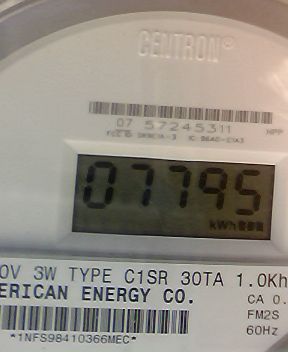 CENTRON®
07 57245311
HPP
07795
kWh
0V 3W TYPE C1SR 30TA 1.0Kh
ERICAN ENERGY CO.
CA 0.
FM2S
60Hz
*1NFS98410366MEC*